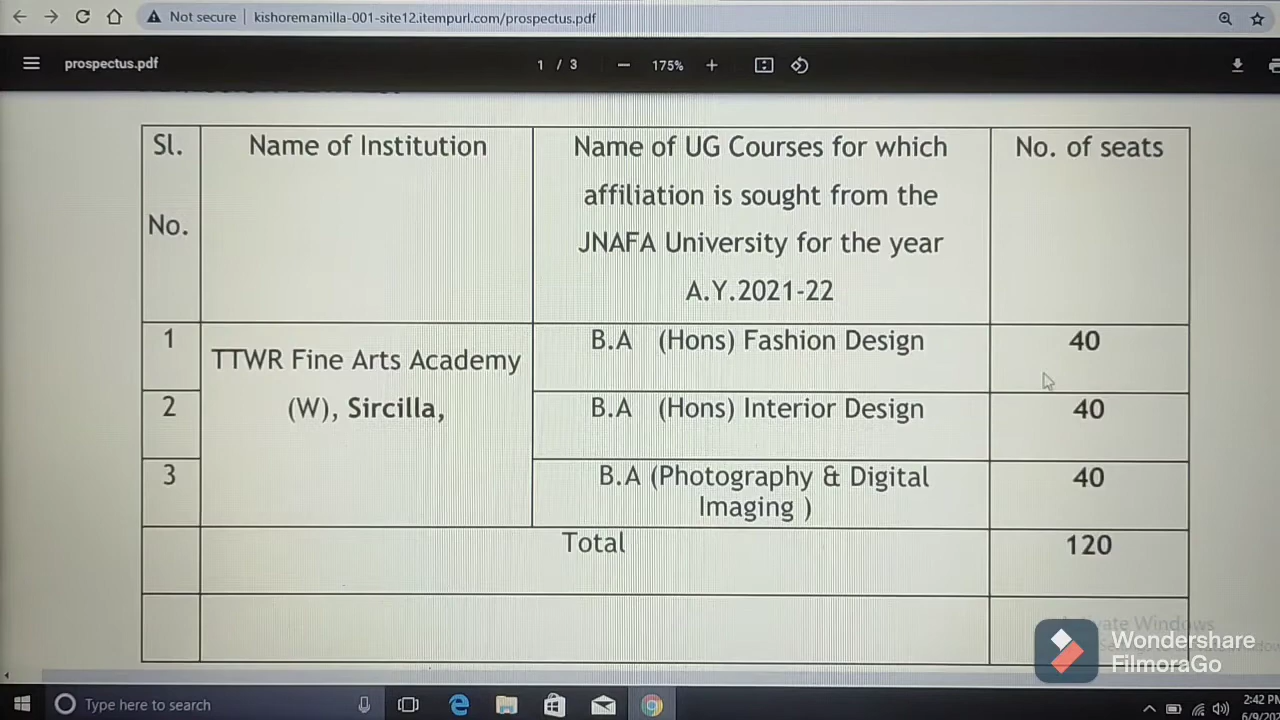 Not secure | kishoremamilla-001-site12.itempurl.com/prospectus.pdf
prospectus.pdf
1 / 3
175%
Sl.
No.
Name of Institution
Name of UG Courses for which
affiliation is sought from the
JNAFA University for the year
A.Y.2021-22
No. of seats
1
TTWR Fine Arts Academy
(W), Sircilla,
B.A (Hons) Fashion Design
40
2
B.A (Hons) Interior Design
40
3
B.A (Photography & Digital
Imaging )
40
Total
120
Activate Windows
Wondershare
FilmoraGo
Type here to search
2:42 PM